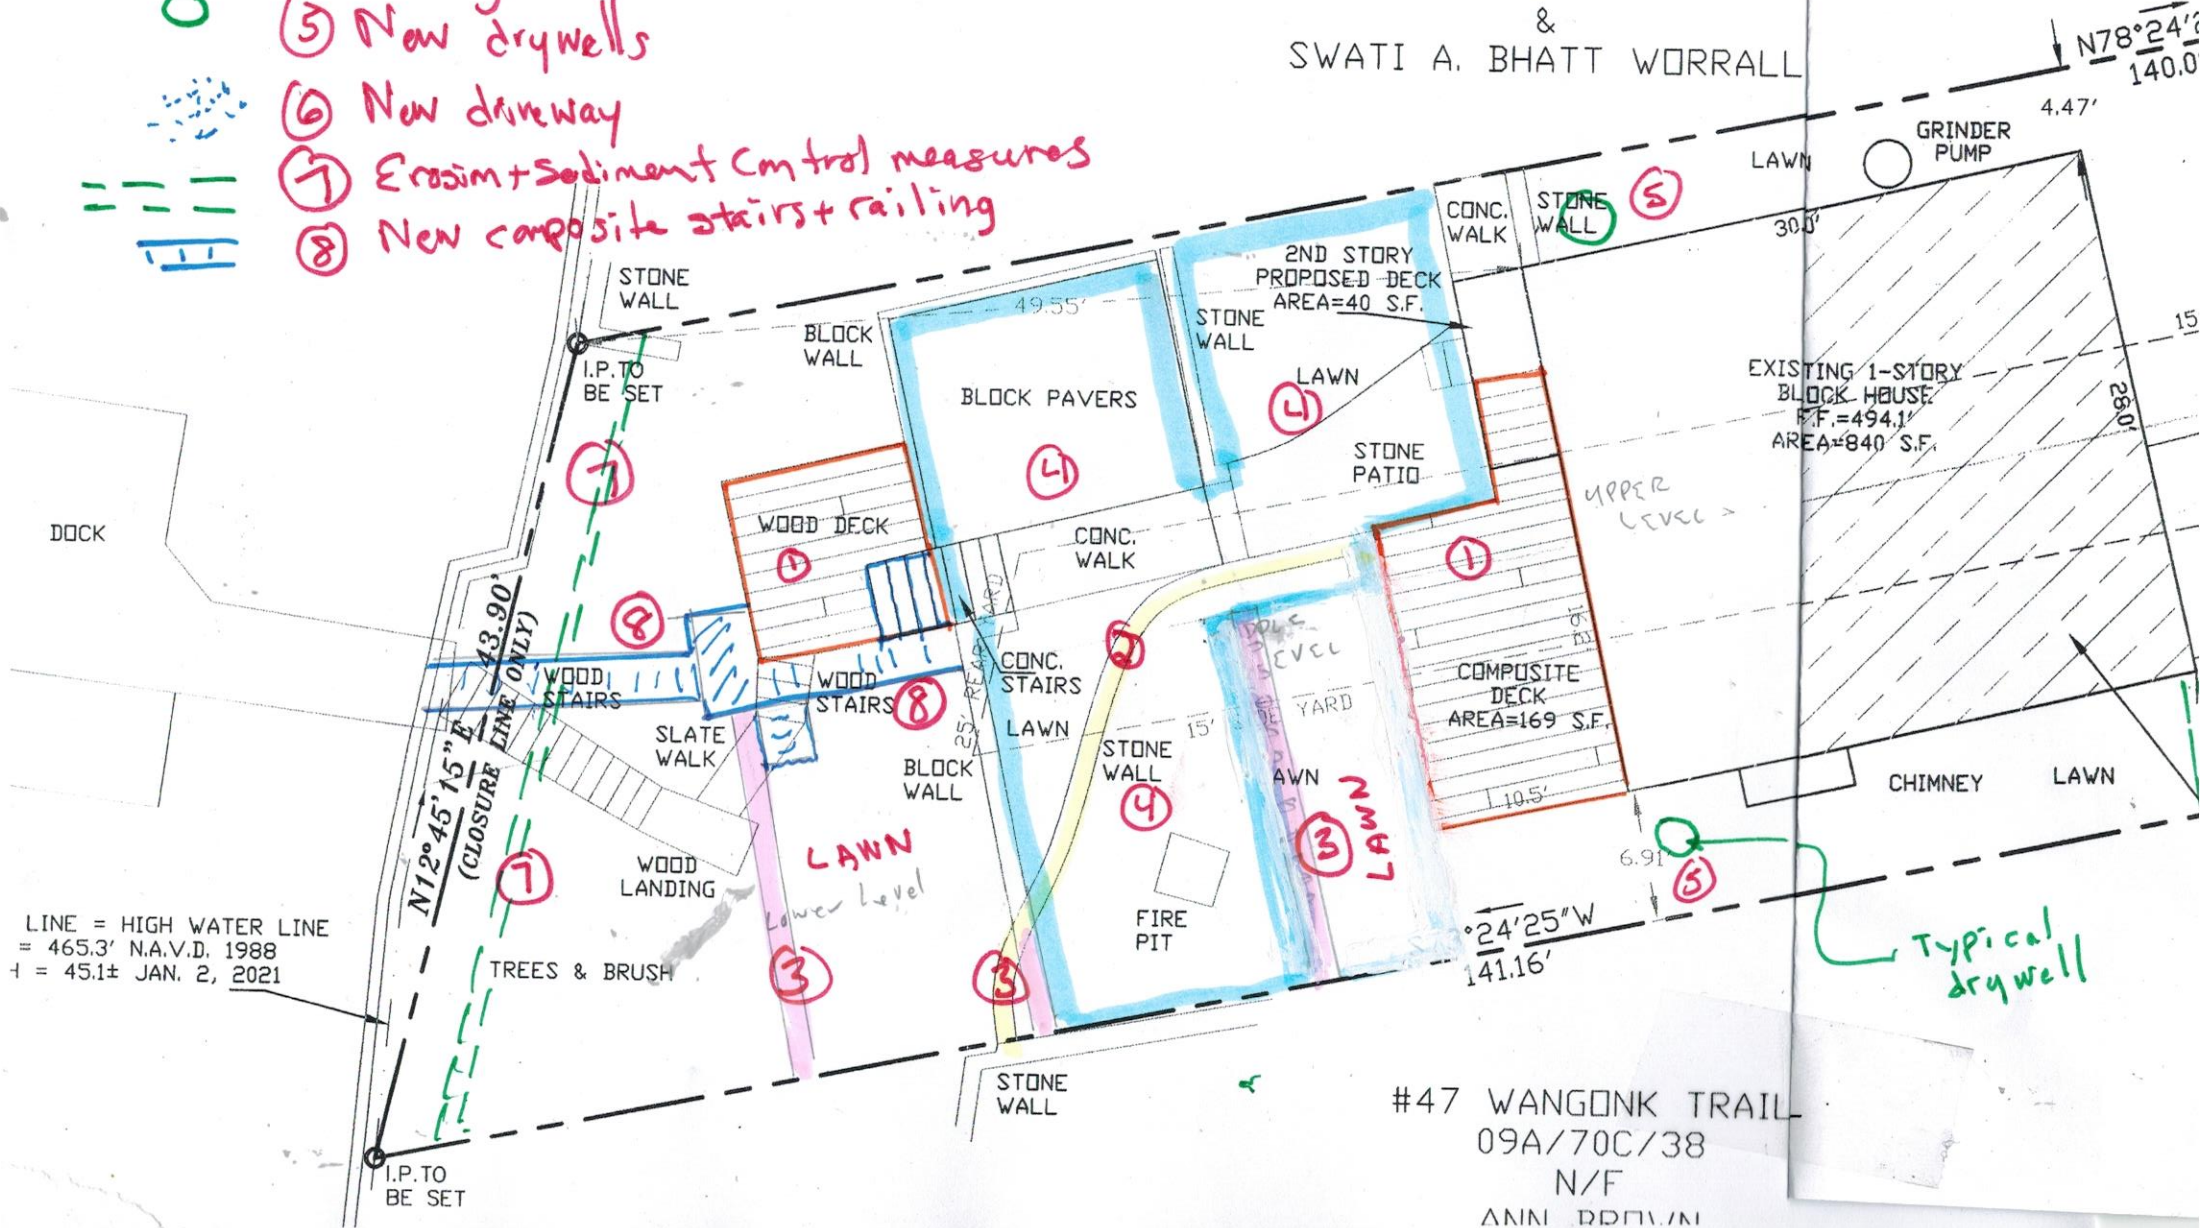 ⑤ New drywells
⑥ New driveway
⑦ Erosion + Sediment Control measures
⑧ New composite stairs + railing
&
SWATI A. BHATT WORRALL
N78°24'2
140.0
4.47'
GRINDER
PUMP
LAWN
STONE
WALL
⑤
CONC.
WALK
30.0'
2ND STORY
PROPOSED DECK
AREA=40 S.F.
STONE
WALL
BLOCK
WALL
49.55'
STONE
WALL
I.P. TO
BE SET
BLOCK PAVERS
④
LAWN
④
STONE
PATIO
15
EXISTING 1-STORY
BLOCK HOUSE
F.F.=494.1'
AREA=840 S.F.
28.0'
UPPER
LEVEL
⑦
DOCK
WOOD DECK
①
CONC.
WALK
①
⑧
②
LEVEL
WOOD
STAIRS
WOOD
STAIRS
⑧
CONC.
STAIRS
25' REAR YARD
LAWN
15'
YARD
COMPOSITE
DECK
AREA=169 S.F.
10.5'
SLATE
WALK
BLOCK
WALL
STONE
WALL
④
AWN
③
LAWN
CHIMNEY
LAWN
N12°45'15"E 43.90'
(CLOSURE LINE ONLY)
⑦
WOOD
LANDING
LAWN
Lower Level
③
③
FIRE
PIT
6.91'
⑤
Typical
drywell
°24'25"W
141.16'
LINE = HIGH WATER LINE
= 465.3' N.A.V.D. 1988
= 45.1± JAN. 2, 2021
TREES & BRUSH
STONE
WALL
I.P. TO
BE SET
#47 WANGONK TRAIL
09A/70C/38
N/F
ANN BROWN